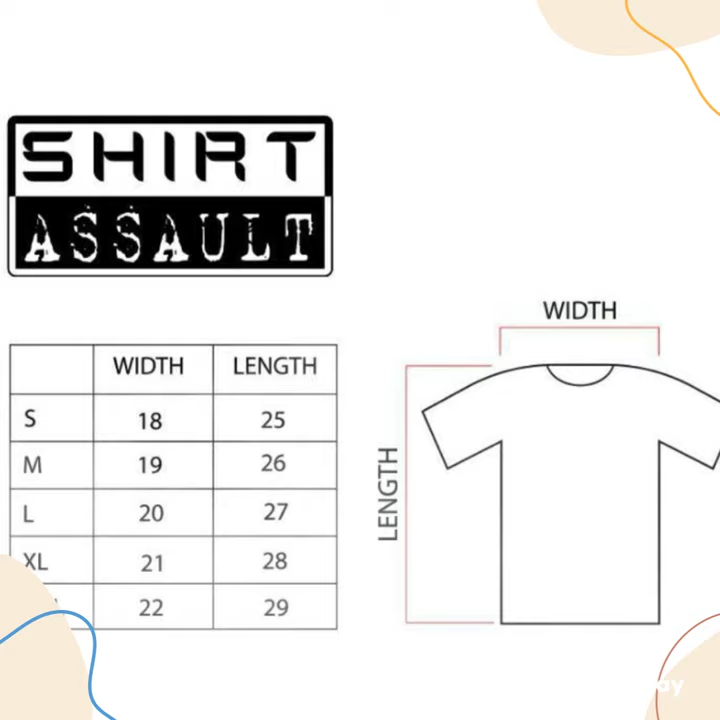 SHIRT
ASSAULT
WIDTH LENGTH
S 18 25
M 19 26
L 20 27
XL 21 28
22 29
WIDTH
LENGTH